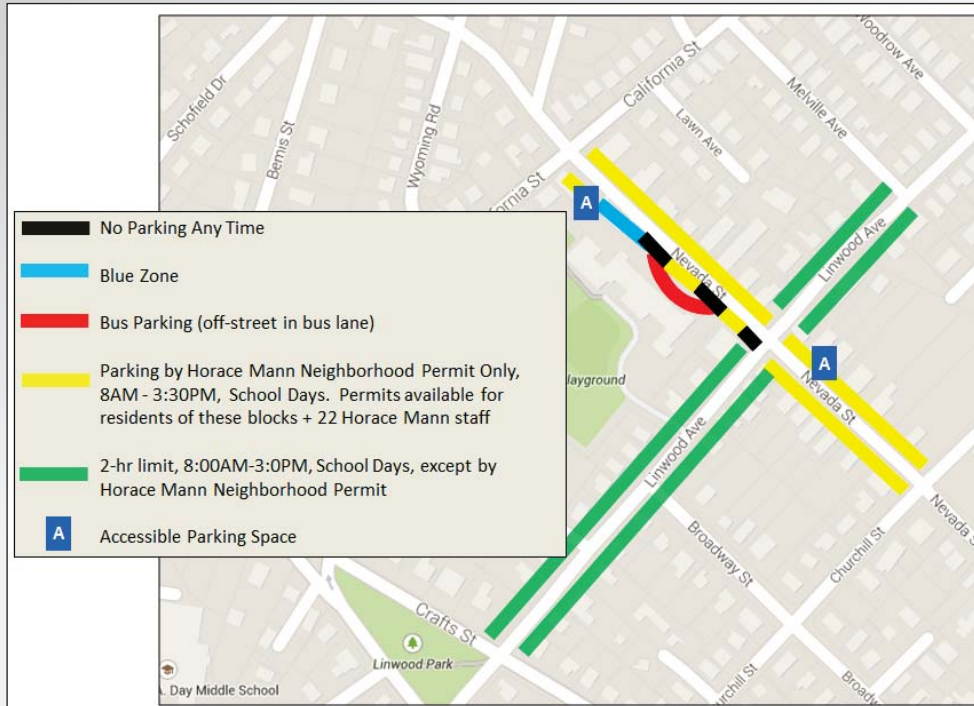 Schofield Dr
Bemis St
Wyoming Rd
California St
Woodrow Ave
Melville Ave
Lawn Ave
fornia St
A
Nevada St
Linwood Ave
No Parking Any Time
Blue Zone
Bus Parking (off-street in bus lane)
Parking by Horace Mann Neighborhood Permit Only,
8AM - 3:30PM, School Days. Permits available for
residents of these blocks + 22 Horace Mann staff
2-hr limit, 8:00AM-3:0PM, School Days, except by
Horace Mann Neighborhood Permit
A Accessible Parking Space
layground
A
Nevada St
Linwood Ave
Nevada S
Broadway St
Churchill St
Crafts St
Linwood Park
. Day Middle School
urchill St
Broadw